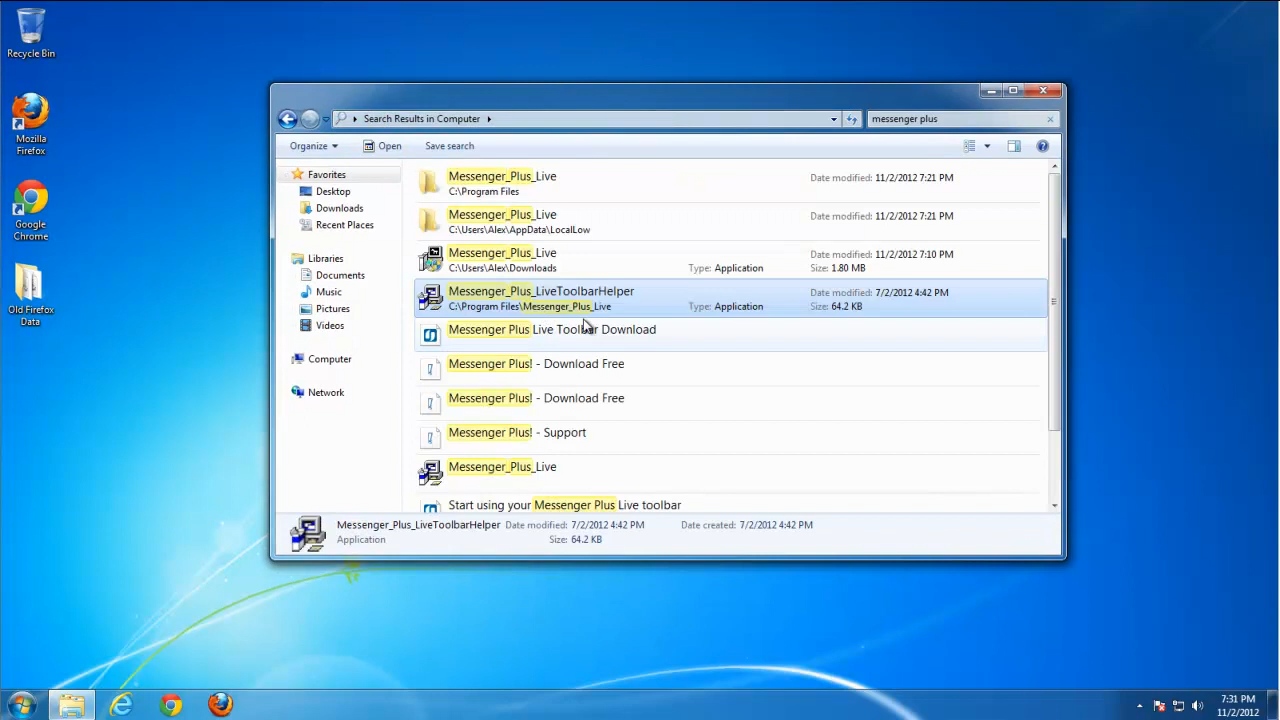 Recycle Bin
Mozilla
Firefox
Google
Chrome
Old Firefox
Data
Search Results in Computer
messenger plus
Organize
Open
Save search
Favorites
Desktop
Downloads
Recent Places
Libraries
Documents
Music
Pictures
Videos
Computer
Network
Messenger_Plus_Live
C:\Program Files
Date modified: 11/2/2012 7:21 PM
Messenger_Plus_Live
C:\Users\Alex\AppData\LocalLow
Date modified: 11/2/2012 7:21 PM
Messenger_Plus_Live
C:\Users\Alex\Downloads
Type: Application
Date modified: 11/2/2012 7:10 PM
Size: 1.80 MB
Messenger_Plus_LiveToolbarHelper
C:\Program Files\Messenger_Plus_Live
Type: Application
Date modified: 7/2/2012 4:42 PM
Size: 64.2 KB
Messenger Plus Live Toolbar Download
Messenger Plus! - Download Free
Messenger Plus! - Download Free
Messenger Plus! - Support
Messenger_Plus_Live
Start using your Messenger Plus Live toolbar
Messenger_Plus_LiveToolbarHelper
Date modified: 7/2/2012 4:42 PM
Date created: 7/2/2012 4:42 PM
Application
Size: 64.2 KB
7:31 PM
11/2/2012